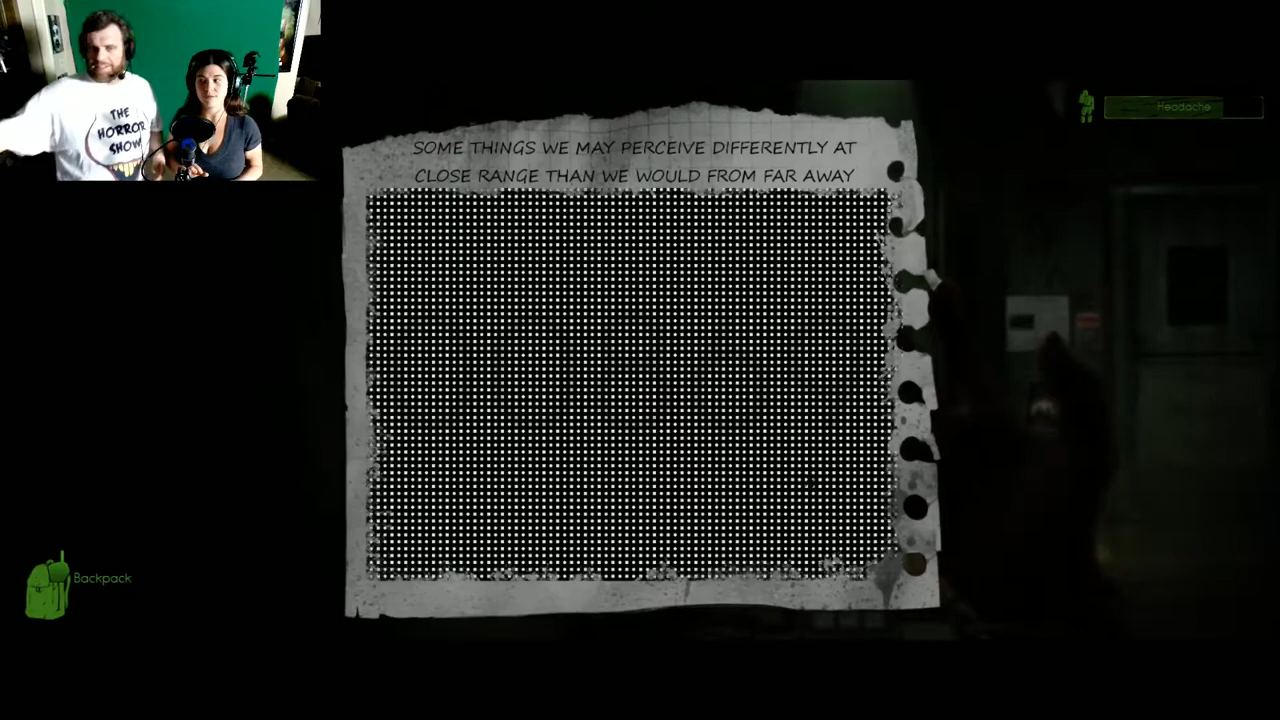 THE
HORROR
SHOW
Headache
SOME THINGS WE MAY PERCEIVE DIFFERENTLY AT
CLOSE RANGE THAN WE WOULD FROM FAR AWAY
Backpack